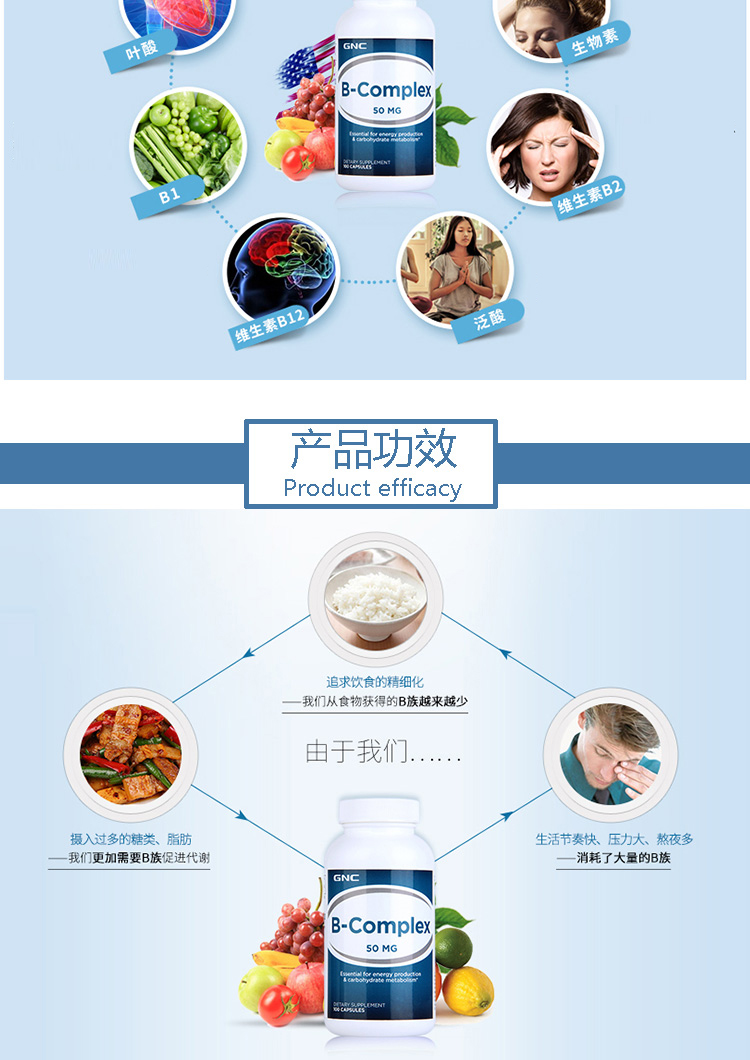 叶酸
生物素
GNC
B-Complex
50 MG
Essential for energy production
& carbohydrate metabolism*
DIETARY SUPPLEMENT
100 CAPSULES
B1
维生素B2
维生素B12
泛酸
产品功效
Product efficacy
追求饮食的精细化
——我们从食物获得的B族越来越少
由于我们……
摄入过多的糖类、脂肪
——我们更加需要B族促进代谢
生活节奏快、压力大、熬夜多
——消耗了大量的B族
GNC
B-Complex
50 MG
Essential for energy production
& carbohydrate metabolism*
DIETARY SUPPLEMENT
100 CAPSULES